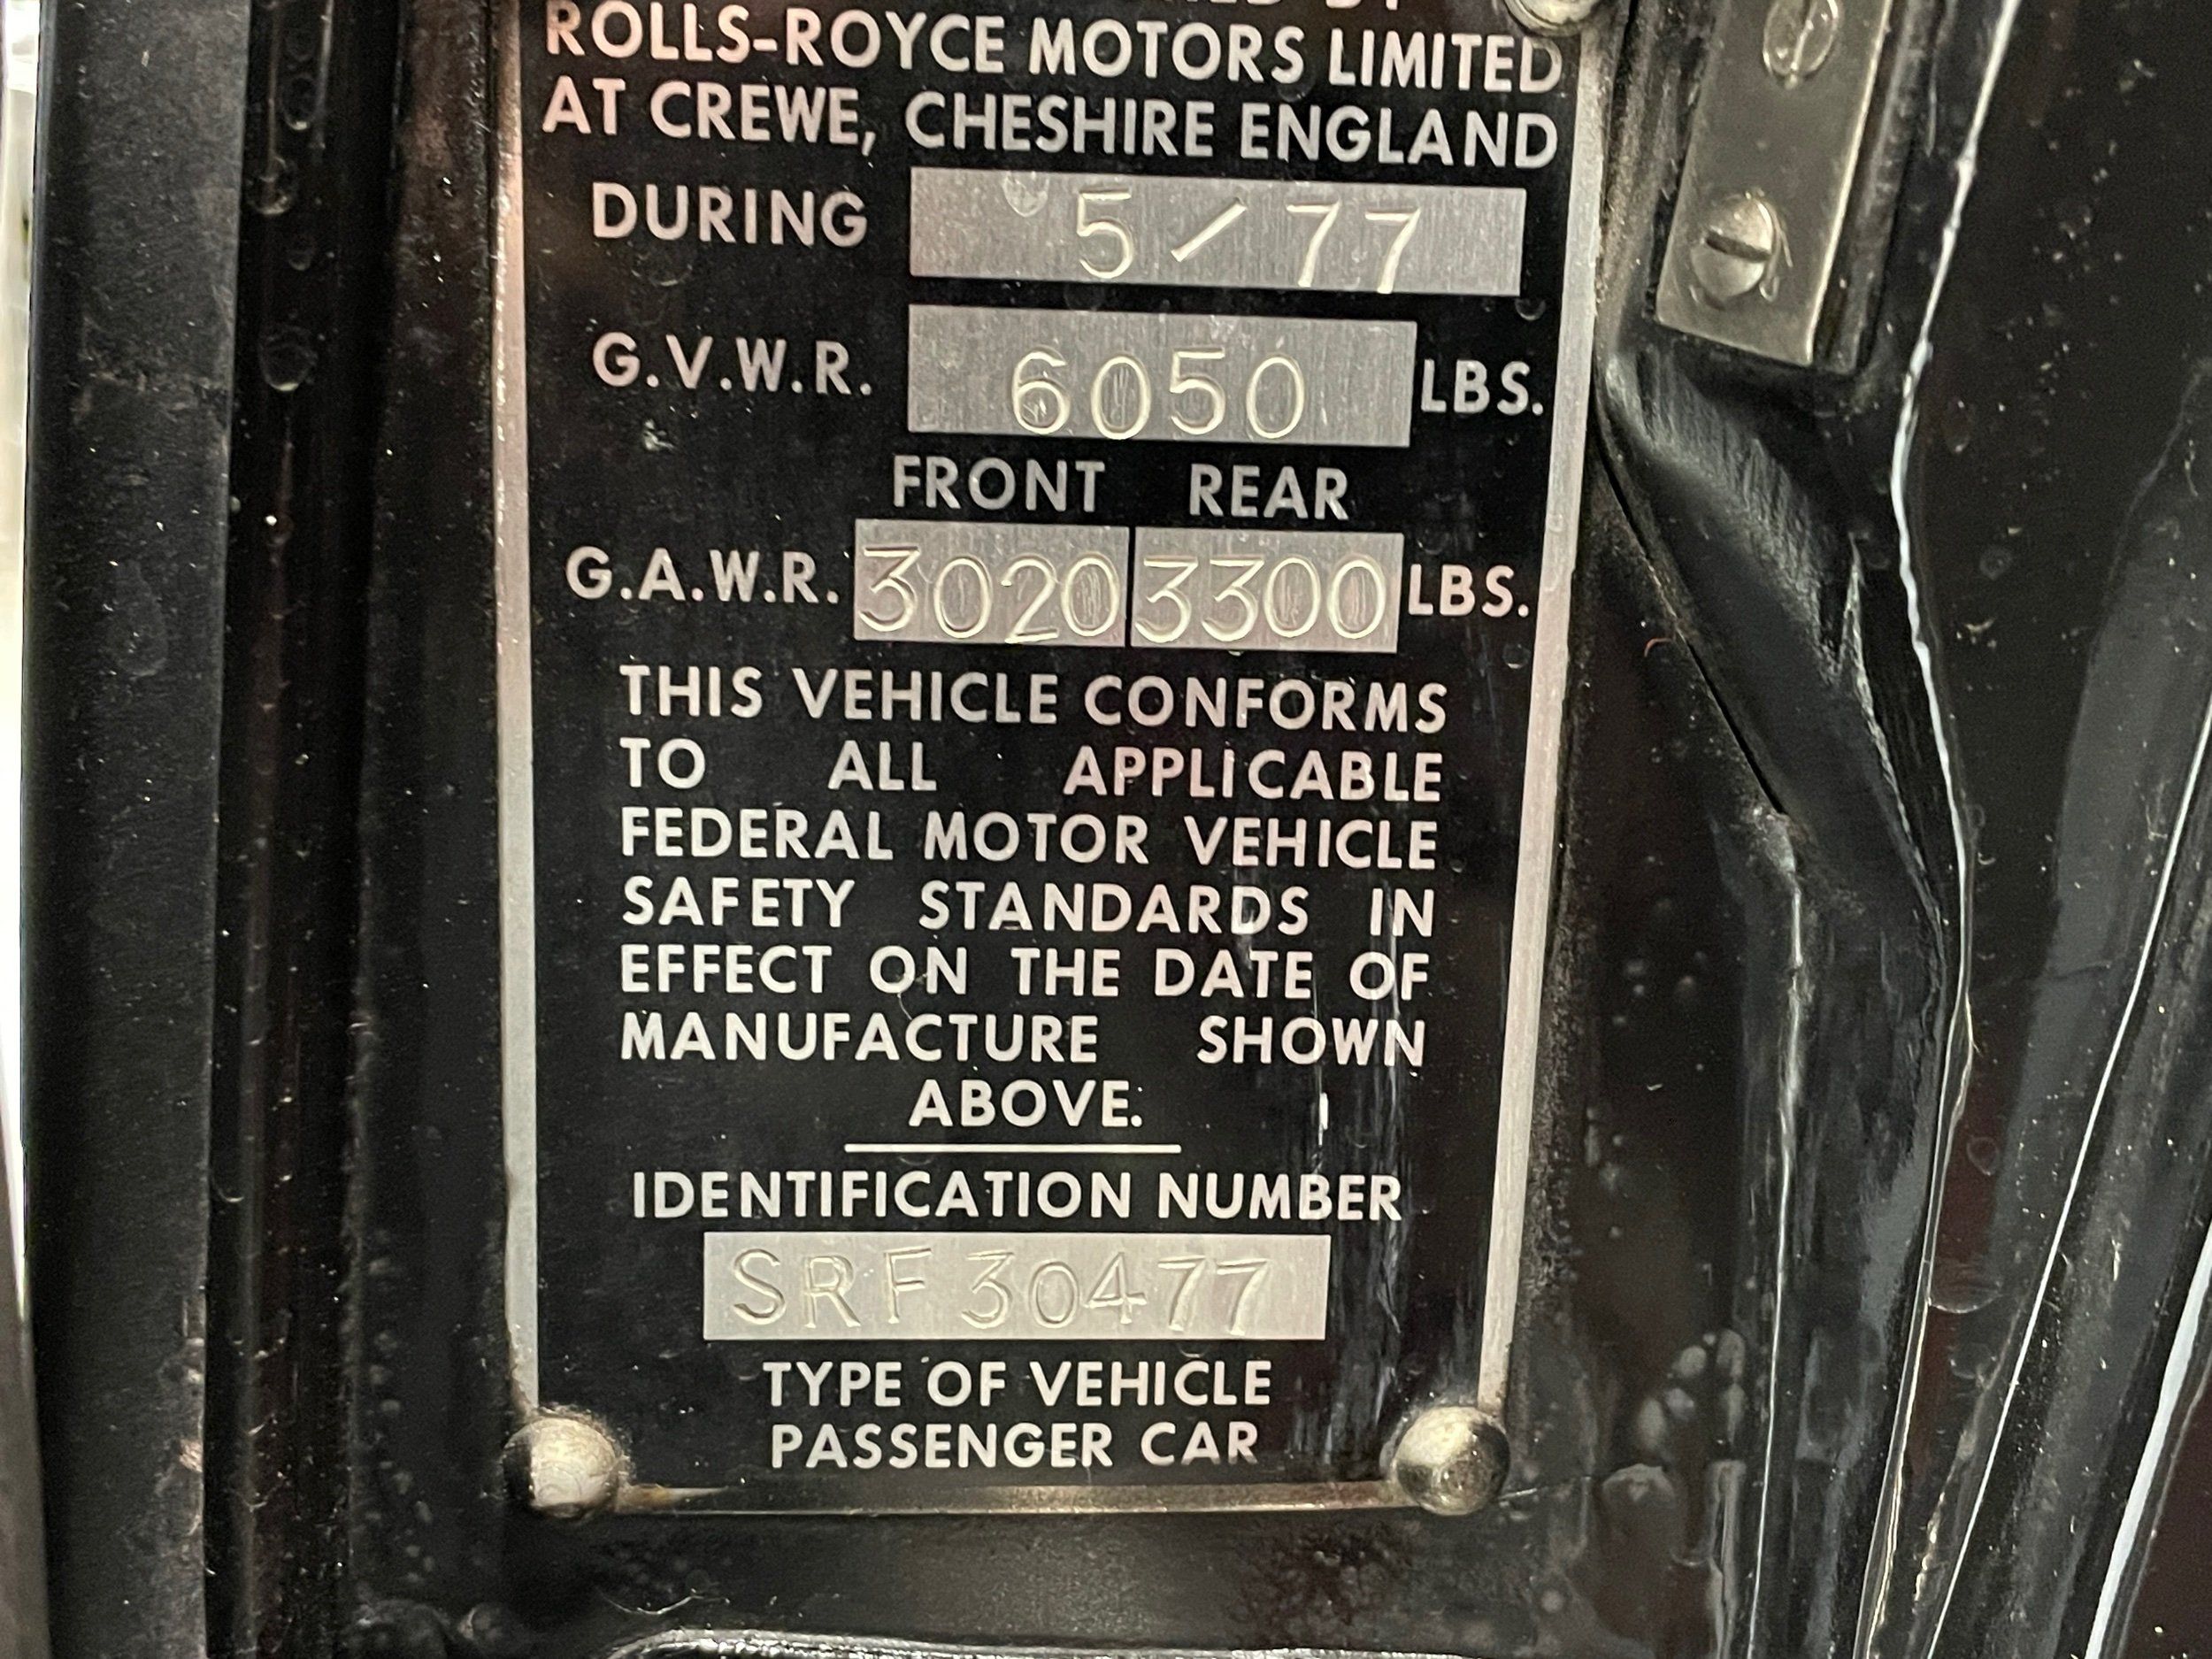 ROLLS-ROYCE MOTORS LIMITED
AT CREWE, CHESHIRE ENGLAND
DURING 5/77
G.V.W.R. 6050 LBS.
FRONT REAR
G.A.W.R. 3020 3300 LBS.
THIS VEHICLE CONFORMS
TO ALL APPLICABLE
FEDERAL MOTOR VEHICLE
SAFETY STANDARDS IN
EFFECT ON THE DATE OF
MANUFACTURE SHOWN
ABOVE.
IDENTIFICATION NUMBER
SRF30477
TYPE OF VEHICLE
PASSENGER CAR